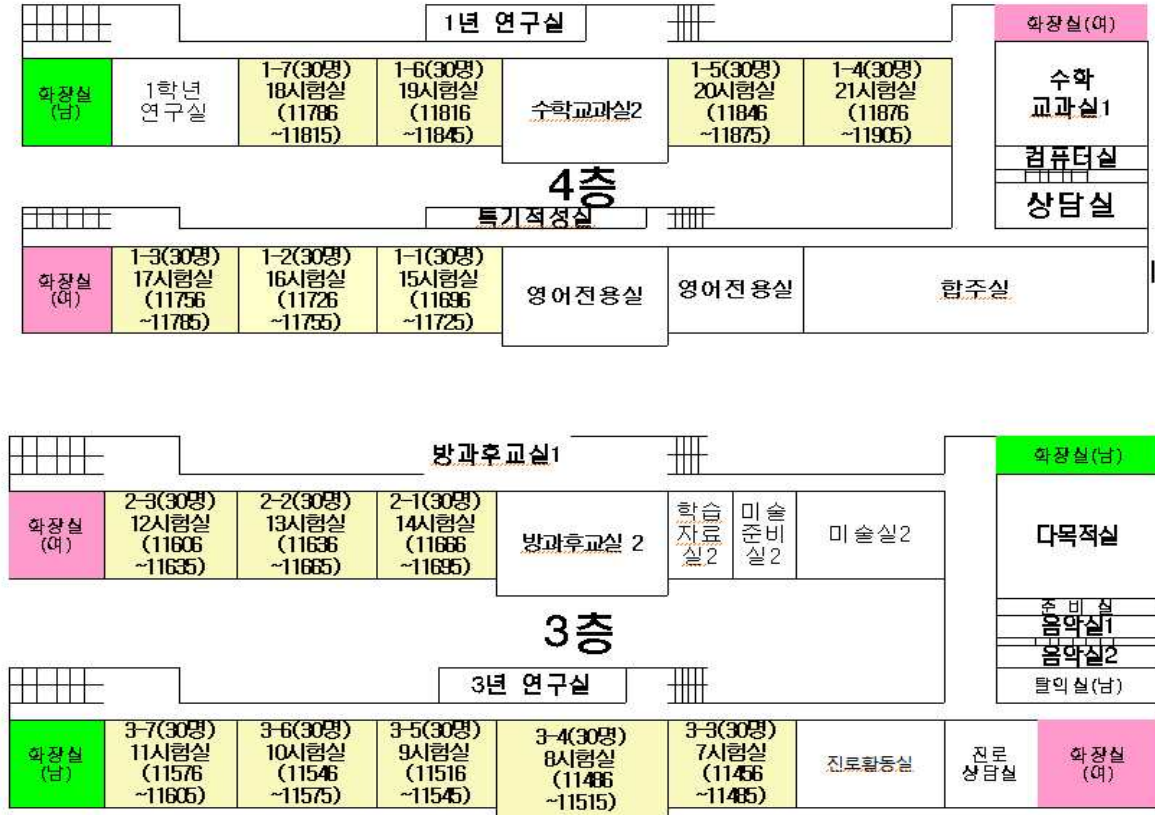 1년 연구실
화장실(여)
화장실
(남)
1학년
연구실
1-7(30명)
18시험실
(11786
~11815)
1-6(30명)
19시험실
(11816
~11845)
수학교과실2
1-5(30명)
20시험실
(11846
~11875)
1-4(30명)
21시험실
(11876
~11905)
수학
교과실1
컴퓨터실
상담실
4층
특기적성실
화장실
(여)
1-3(30명)
17시험실
(11756
~11785)
1-2(30명)
16시험실
(11726
~11755)
1-1(30명)
15시험실
(11696
~11725)
영어전용실
영어전용실
합주실
방과후교실1
화장실(남)
화장실
(여)
2-3(30명)
12시험실
(11606
~11635)
2-2(30명)
13시험실
(11636
~11665)
2-1(30명)
14시험실
(11666
~11695)
방과후교실 2
학습
자료
실2
미술
준비
실2
미술실2
다목적실
준 비 실
음악실1
음악실2
탈의실(남)
3층
3년 연구실
화장실
(남)
3-7(30명)
11시험실
(11576
~11605)
3-6(30명)
10시험실
(11546
~11575)
3-5(30명)
9시험실
(11516
~11545)
3-4(30명)
8시험실
(11486
~11515)
3-3(30명)
7시험실
(11456
~11485)
진로활동실
진로
상담실
화장실
(여)